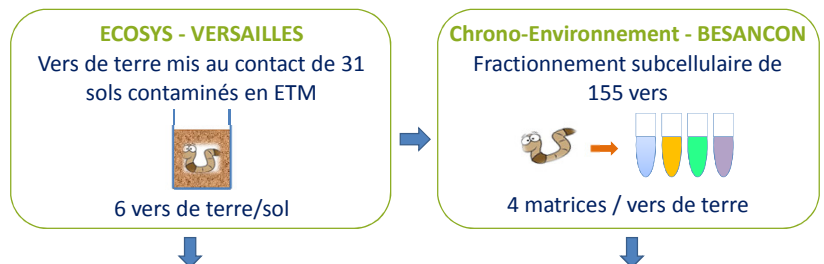 ECOSYS - VERSAILLES
Vers de terre mis au contact de 31
sols contaminés en ETM
6 vers de terre/sol
Chrono-Environnement - BESANCON
Fractionnement subcellulaire de
155 vers
4 matrices / vers de terre